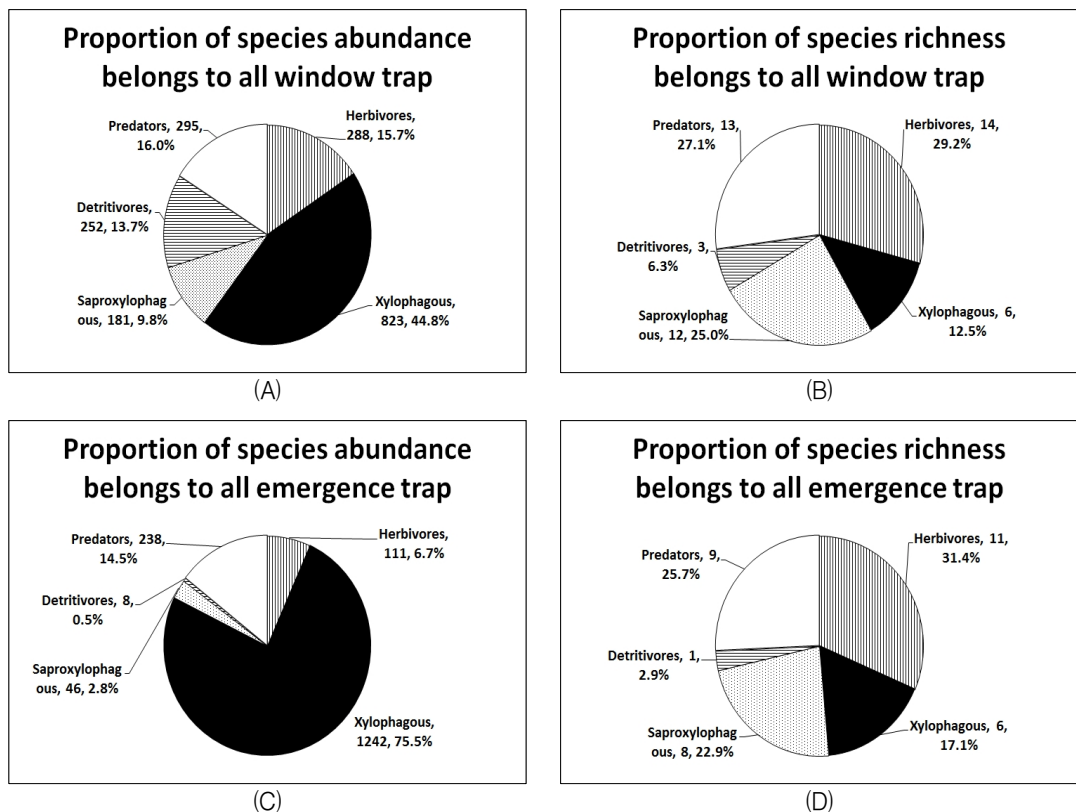 Proportion of species abundance
belongs to all window trap
Predators, 295,
16.0%
Herbivores,
288, 15.7%
Detritivores,
252, 13.7%
Saproxylophag
ous, 181, 9.8%
Xylophagous,
823, 44.8%
(A)
Proportion of species richness
belongs to all window trap
Predators, 13,
27.1%
Herbivores, 14,
29.2%
Detritivores, 3,
6.3%
Saproxylophag
ous, 12, 25.0%
Xylophagous, 6,
12.5%
(B)
Proportion of species abundance
belongs to all emergence trap
Predators, 238,
14.5%
Herbivores,
111, 6.7%
Detritivores, 8,
0.5%
Saproxylophag
ous, 46, 2.8%
Xylophagous,
1242, 75.5%
(C)
Proportion of species richness
belongs to all emergence trap
Predators, 9,
25.7%
Herbivores, 11,
31.4%
Detritivores, 1,
2.9%
Saproxylophag
ous, 8, 22.9%
Xylophagous, 6,
17.1%
(D)